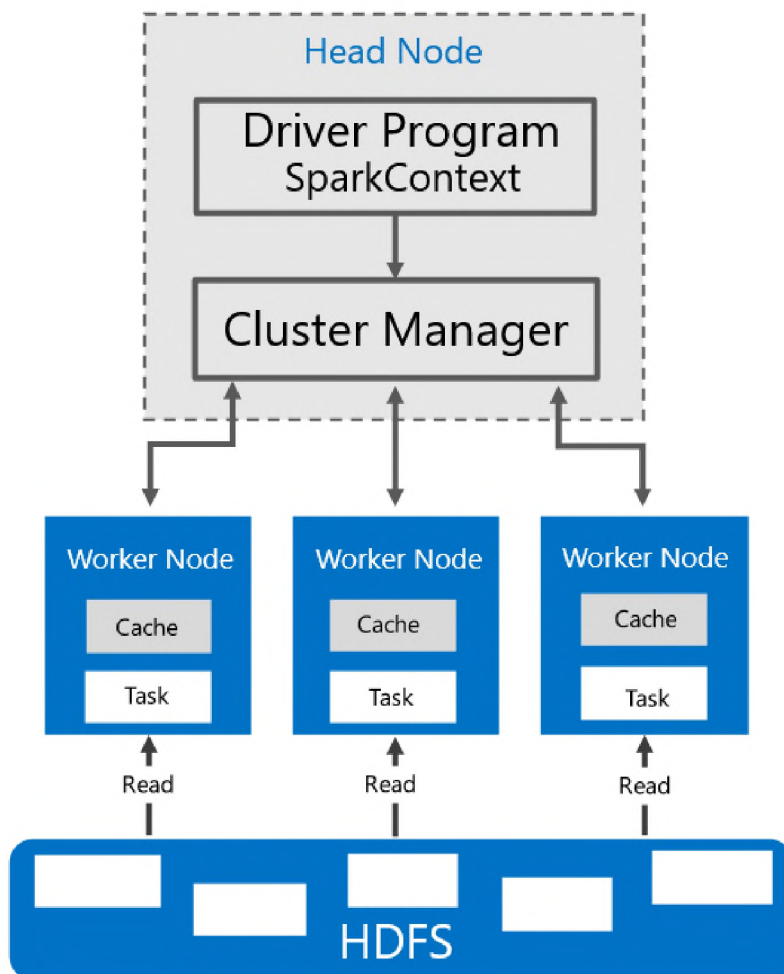 Head Node
Driver Program
SparkContext
Cluster Manager
Worker Node
Worker Node
Worker Node
Cache
Cache
Cache
Task
Task
Task
Read
Read
Read
HDFS